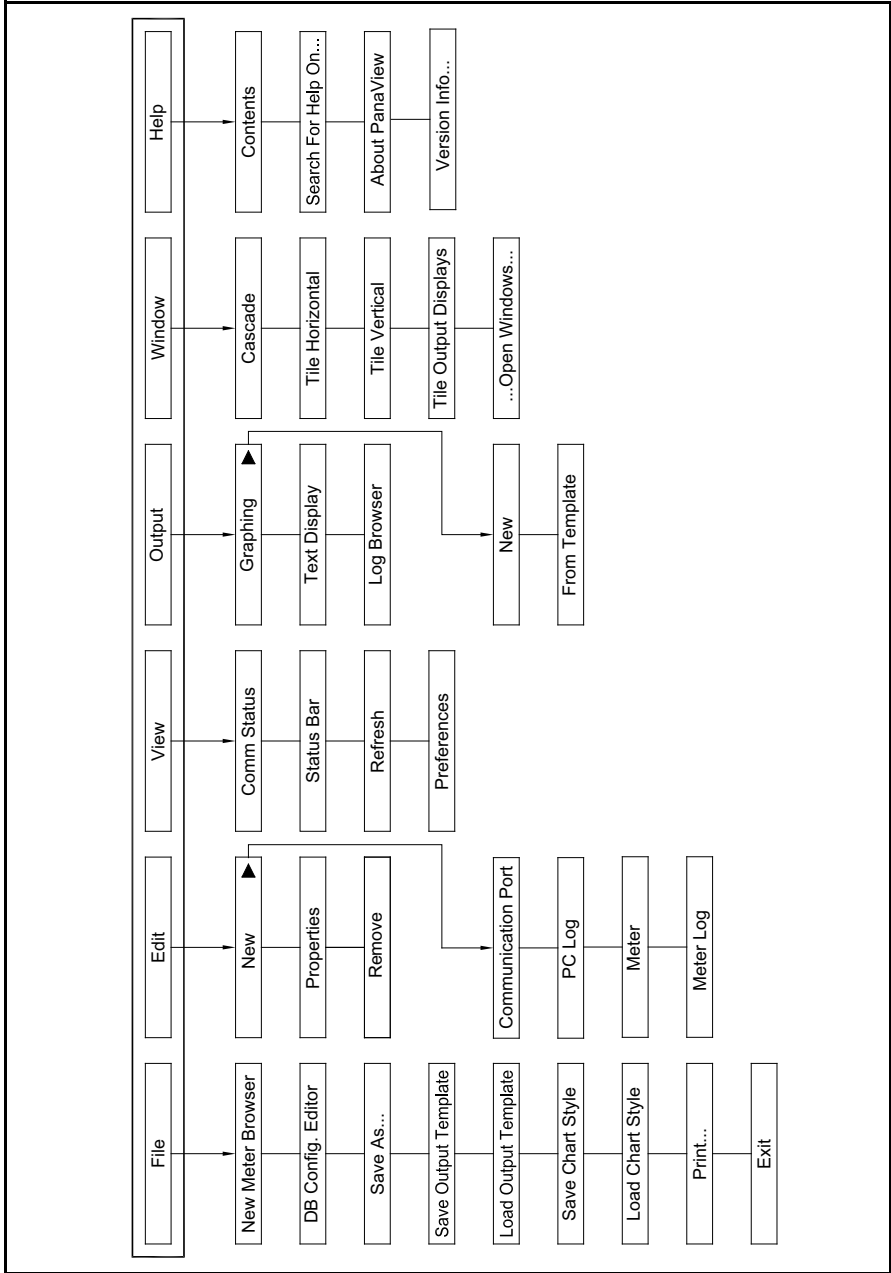 File
Edit
View
Output
Window
Help
New Meter Browser
DB Config. Editor
Save As...
Save Output Template
Load Output Template
Save Chart Style
Load Chart Style
Print...
Exit
New
Properties
Remove
Communication Port
PC Log
Meter
Meter Log
Comm Status
Status Bar
Refresh
Preferences
Graphing
Text Display
Log Browser
New
From Template
Cascade
Tile Horizontal
Tile Vertical
Tile Output Displays
...Open Windows...
Contents
Search For Help On...
About PanaView
Version Info...